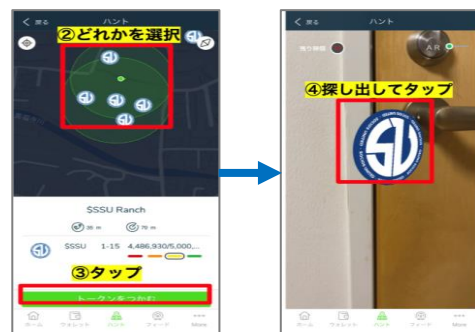 < 戻る ハント
②どれかを選択
$SSU Ranch
20 m 79 m
$SSU 1-15 4,486,930/5,000,...
③タップ
トークンをつかむ
ホーム ウォレット ハント フィード More
< 戻る ハント
AR
④探し出してタップ
SU
ホーム ウォレット ハント フィード More